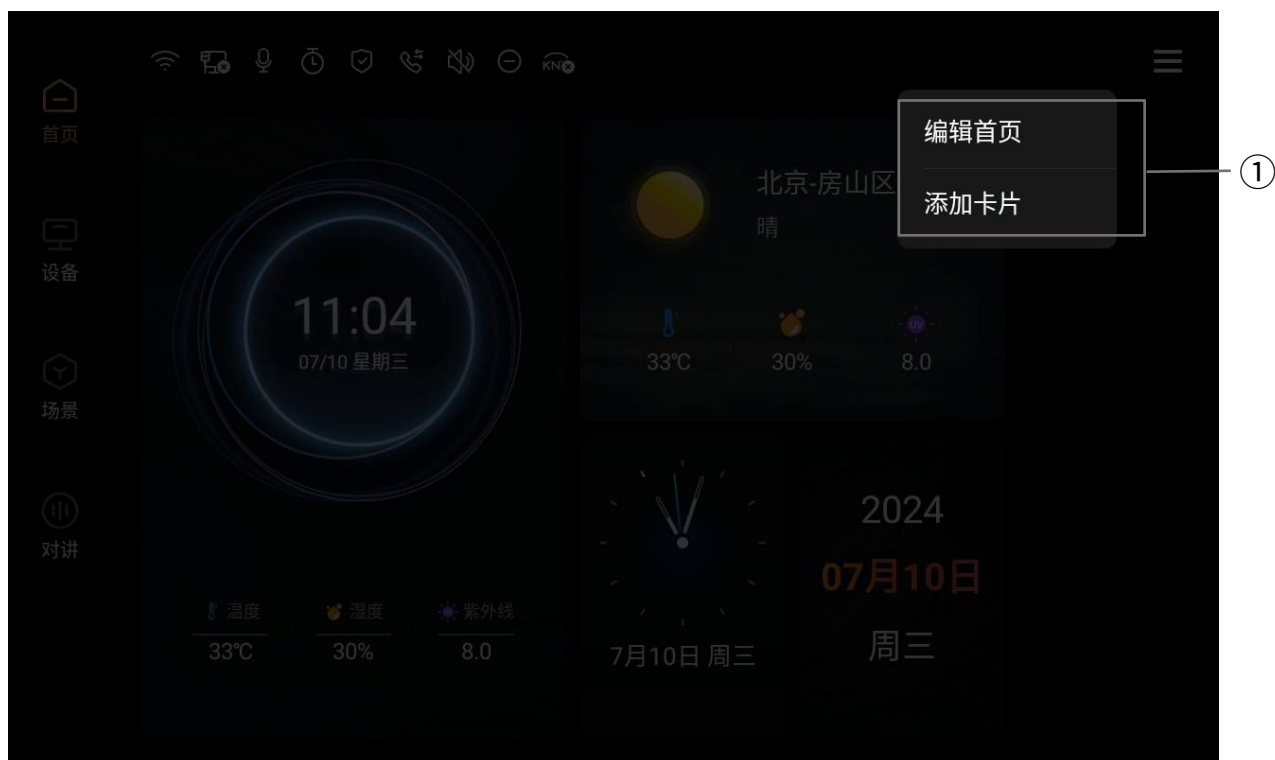 KNX
首页
编辑首页
添加卡片
①
北京-房山区
晴
设备
11:04
07/10 星期三
33℃
30%
UV
8.0
场景
对讲
2024
07月10日
周三
温度
湿度
紫外线
33℃
30%
8.0
7月10日 周三